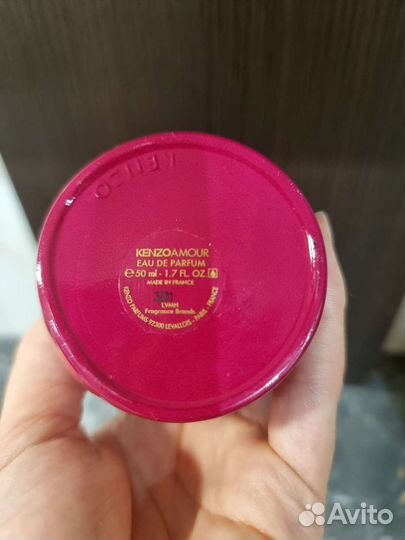 KENZO
KENZOAMOUR
EAU DE PARFUM
℮ 50 ml - 1.7 FL. OZ.
MADE IN FRANCE
LVMH
Fragrance Brands
KENZO PARFUMS 92300 LEVALLOIS - PARIS - FRANCE
Avito